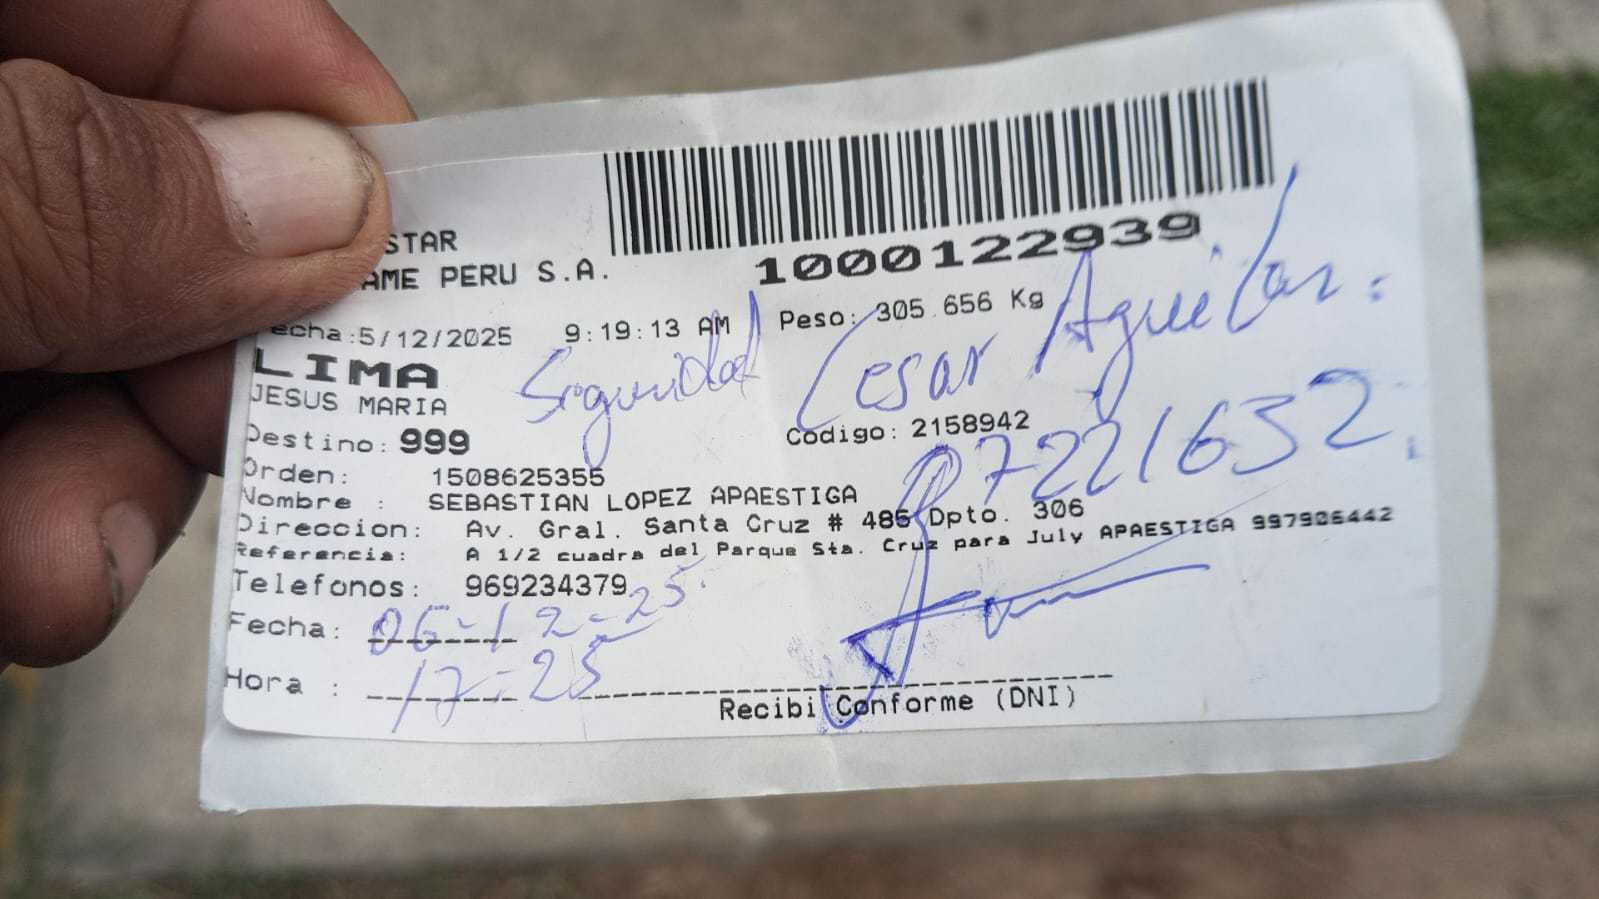 STAR
AME PERU S.A.
1000122939
echa:5/12/2025 9:19:13 AM Peso: 305.656 Kg
LIMA
JESUS MARIA
Seguridad Cesar Aguilar.
Destino: 999 Codigo: 2158942
07221632
Orden: 1508625355
Nombre : SEBASTIAN LOPEZ APAESTIGA
Direccion: Av. Gral. Santa Cruz # 485 Dpto. 306
Referencia: A 1/2 cuadra del Parque Sta. Cruz para July APAESTIGA 997906442
Telefonos: 969234379
Fecha: 06-12-25.
Hora : 17-25
Recibi Conforme (DNI)